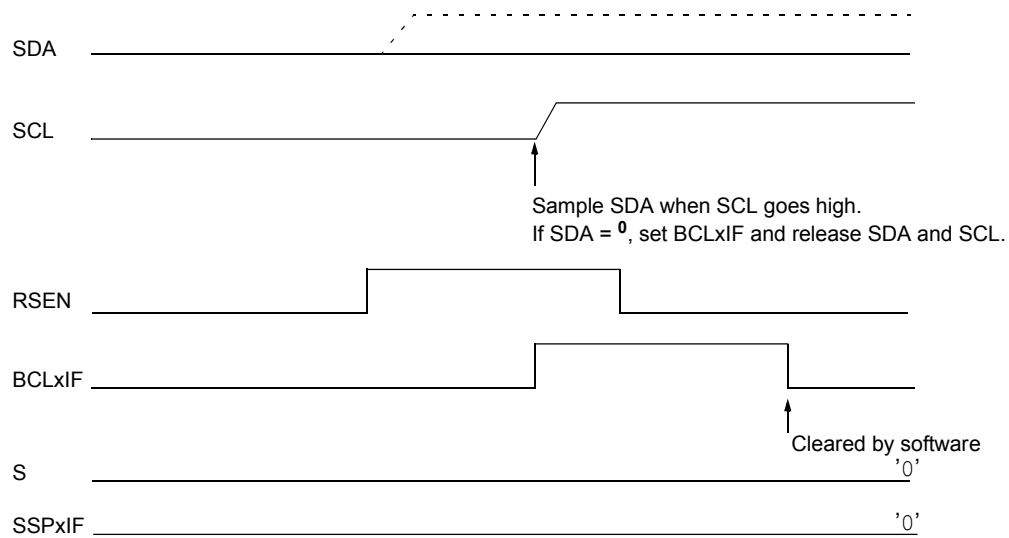 SDA
SCL
Sample SDA when SCL goes high.
If SDA = 0, set BCLxIF and release SDA and SCL.
RSEN
BCLxIF
Cleared by software
S
'0'
SSPxIF
'0'